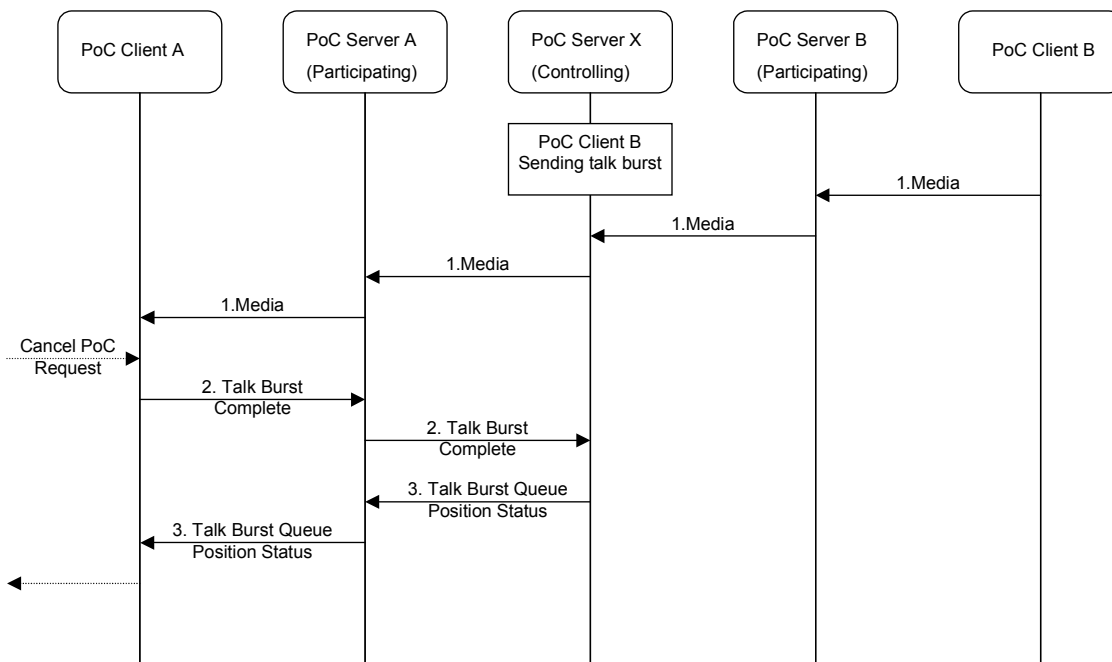 PoC Client A
PoC Server A
(Participating)
PoC Server X
(Controlling)
PoC Server B
(Participating)
PoC Client B
PoC Client B
Sending talk burst
1.Media
1.Media
1.Media
1.Media
Cancel PoC
Request
2. Talk Burst
Complete
2. Talk Burst
Complete
3. Talk Burst Queue
Position Status
3. Talk Burst Queue
Position Status